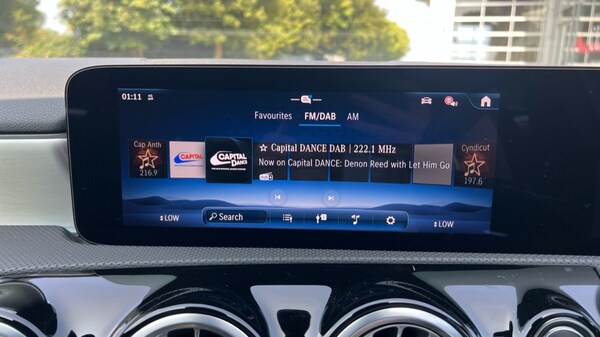 01:11
Favourites FM/DAB AM
Cap Anth
216.9
CAPITAL
CAPITAL
DANCE
Capital DANCE DAB | 222.1 MHz
Now on Capital DANCE: Denon Reed with Let Him Go
Cyndicut
197.6
LOW
Search
LOW